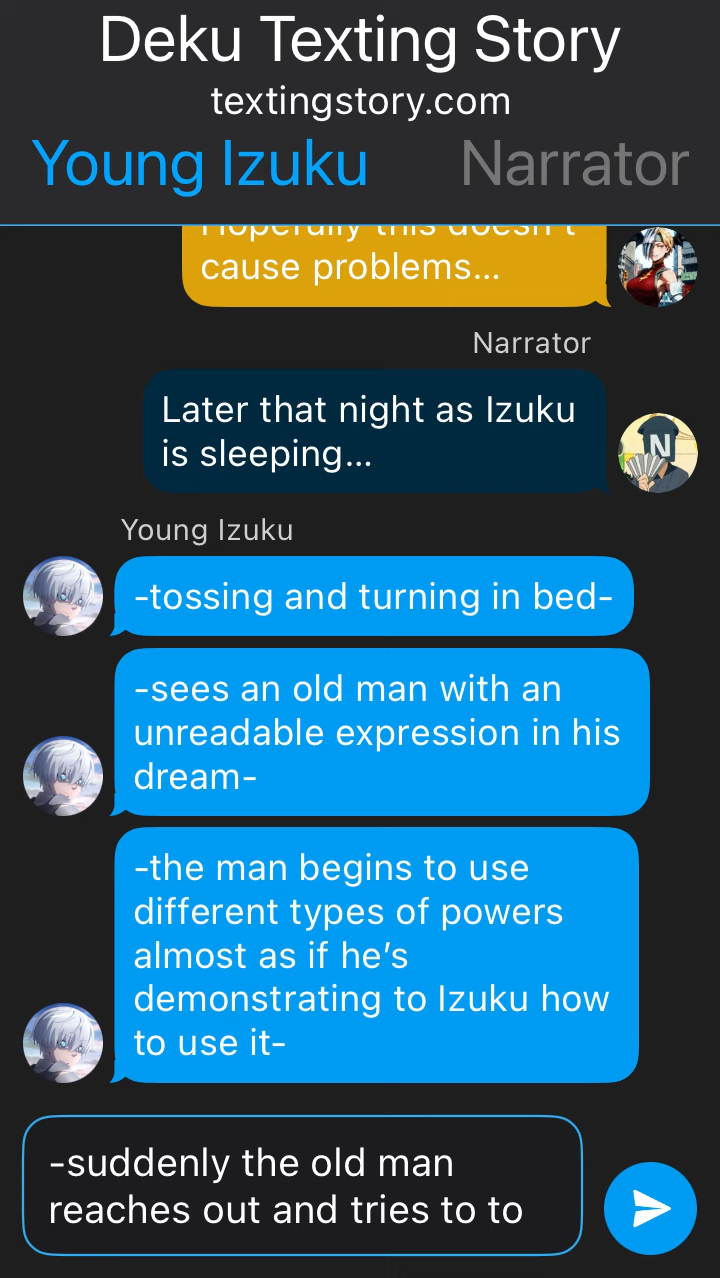 Deku Texting Story
textingstory.com
Young Izuku
Narrator
Hopefully this doesn't
cause problems...
Narrator
Later that night as Izuku
is sleeping...
N
Young Izuku
-tossing and turning in bed-
-sees an old man with an
unreadable expression in his
dream-
-the man begins to use
different types of powers
almost as if he's
demonstrating to Izuku how
to use it-
-suddenly the old man
reaches out and tries to to